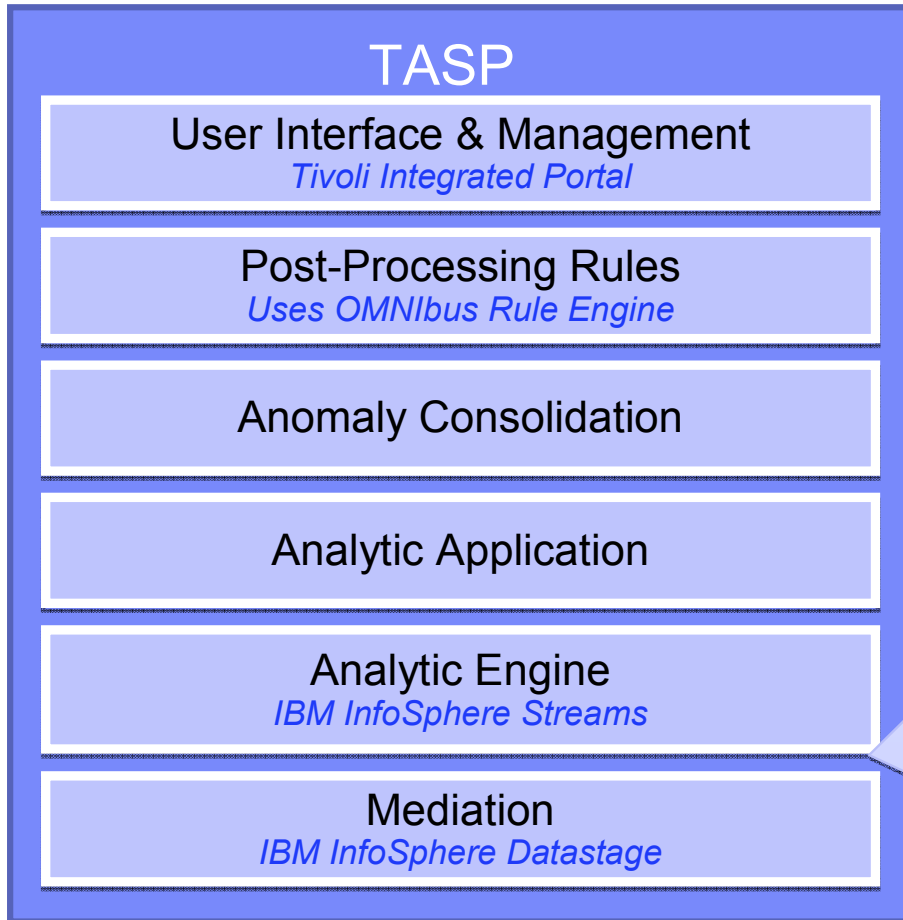 TASP
User Interface & Management
Tivoli Integrated Portal
Post-Processing Rules
Uses OMNIbus Rule Engine
Anomaly Consolidation
Analytic Application
Analytic Engine
IBM InfoSphere Streams
Mediation
IBM InfoSphere Datastage